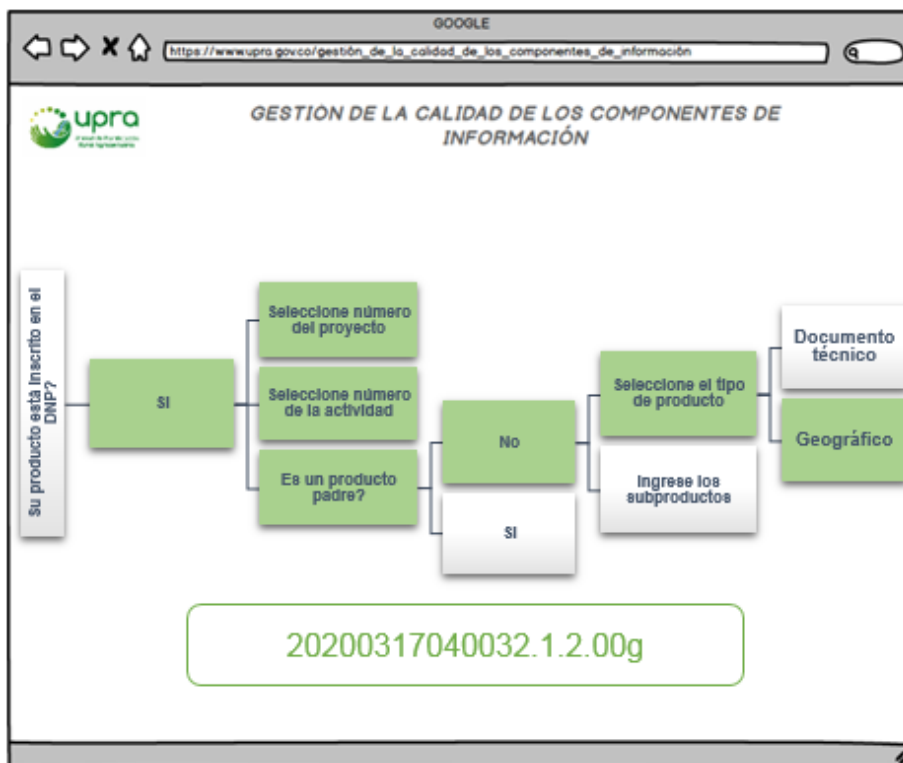 GOOGLE
https://www.upra.gov.co/gestión_de_la_calidad_de_los_componentes_de_información
upra
GESTIÓN DE LA CALIDAD DE LOS COMPONENTES DE
INFORMACIÓN
Su producto está inscrito en el
DNP?
SI
Seleccione número
del proyecto
Seleccione número
de la actividad
Es un producto
padre?
No
SI
Seleccione el tipo
de producto
Ingrese los
subproductos
Documento
técnico
Geográfico
20200317040032.1.2.00g